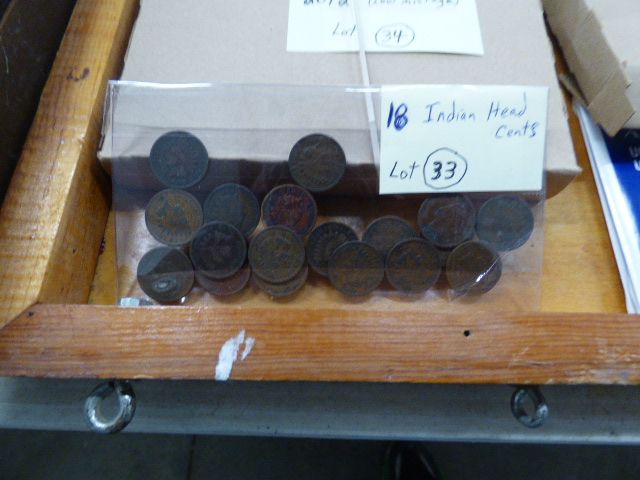 Lot 34
18 Indian Head
Cents
Lot 33